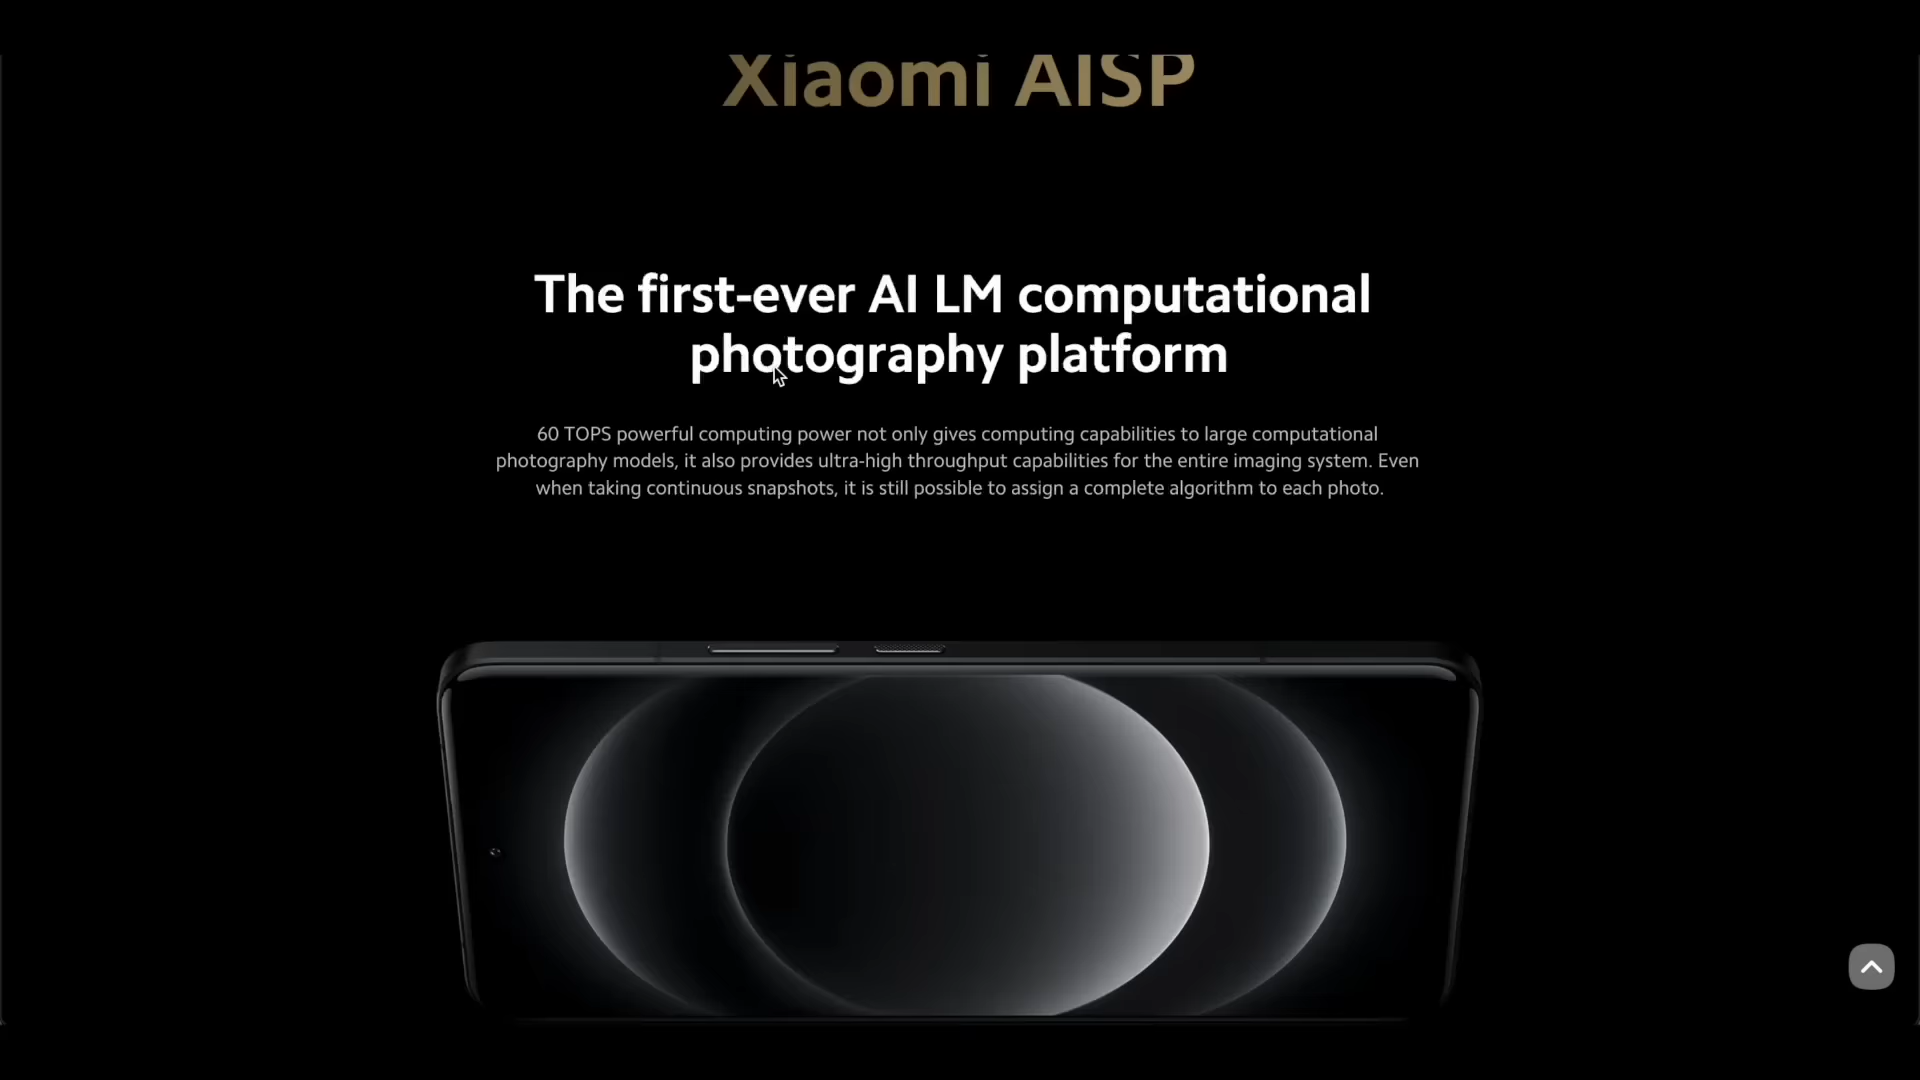 Xiaomi AISP
The first-ever AI LM computational
photography platform
60 TOPS powerful computing power not only gives computing capabilities to large computational
photography models, it also provides ultra-high throughput capabilities for the entire imaging system. Even
when taking continuous snapshots, it is still possible to assign a complete algorithm to each photo.